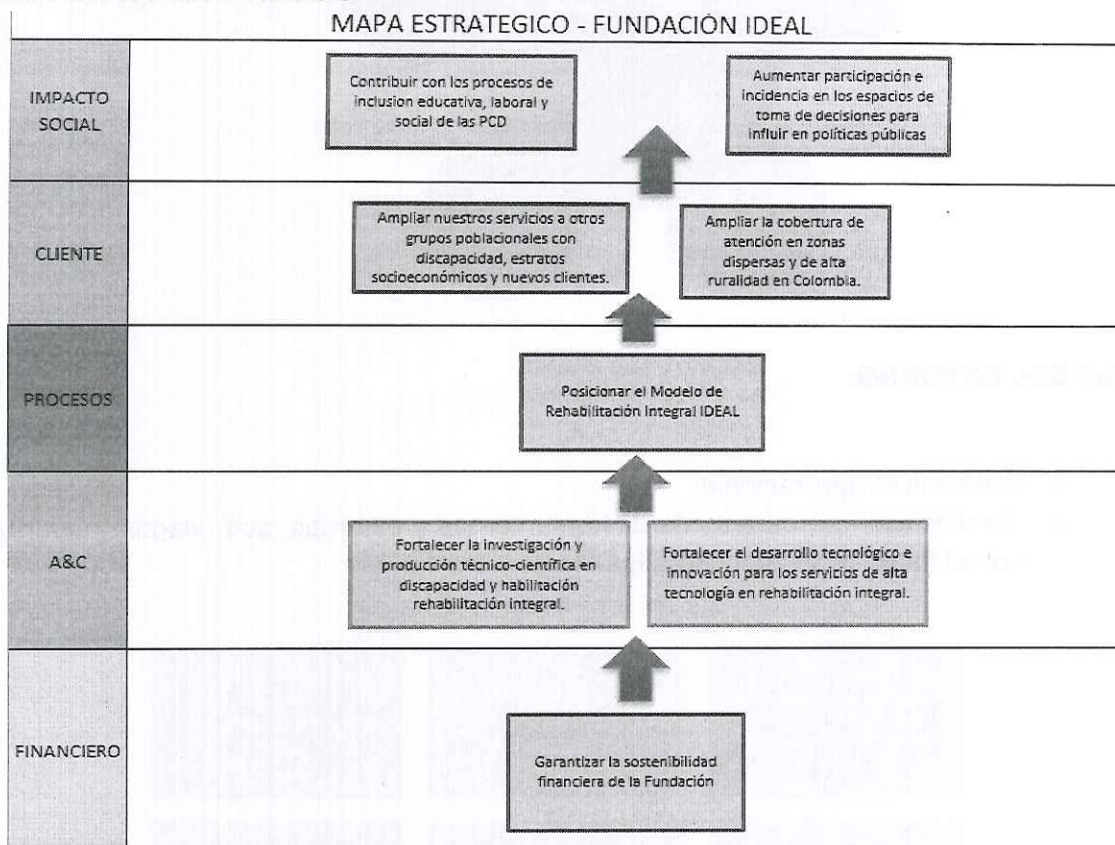 MAPA ESTRATEGICO - FUNDACIÓN IDEAL
IMPACTO
SOCIAL
Contribuir con los procesos de
inclusion educativa, laboral y
social de las PCD
Aumentar participación e
incidencia en los espacios de
toma de decisiones para
influir en políticas públicas
CLIENTE
Ampliar nuestros servicios a otros
grupos poblacionales con
discapacidad, estratos
socioeconómicos y nuevos clientes.
Ampliar la cobertura de
atención en zonas
dispersas y de alta
ruralidad en Colombia.
PROCESOS
Posicionar el Modelo de
Rehabilitación Integral IDEAL
A&C
Fortalecer la investigación y
producción técnico-científica en
discapacidad y habilitación
rehabilitación integral.
Fortalecer el desarrollo tecnológico e
innovación para los servicios de alta
tecnología en rehabilitación integral.
FINANCIERO
Garantizar la sostenibilidad
financiera de la Fundación